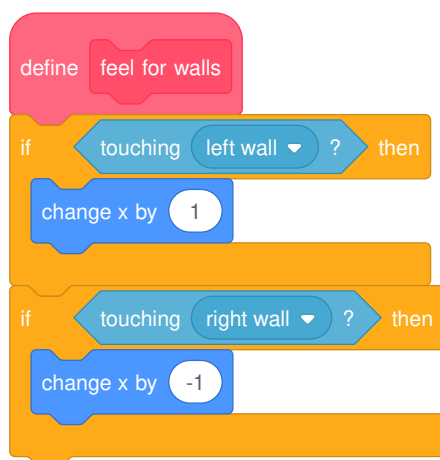 define feel for walls
if touching left wall ? then
change x by 1
if touching right wall ? then
change x by -1